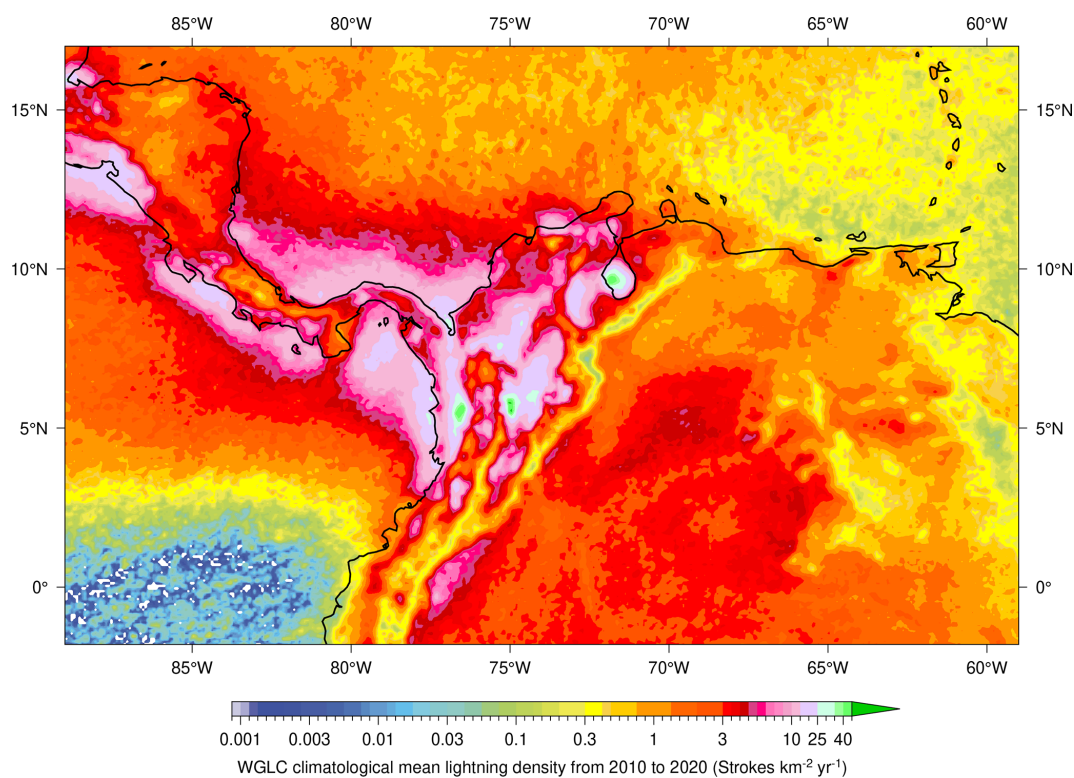 85°W 80°W 75°W 70°W 65°W 60°W
15°N 15°N
10°N 10°N
5°N 5°N
0° 0°
85°W 80°W 75°W 70°W 65°W 60°W
0.001 0.003 0.01 0.03 0.1 0.3 1 3 10 25 40
WGLC climatological mean lightning density from 2010 to 2020 (Strokes km⁻² yr⁻¹)